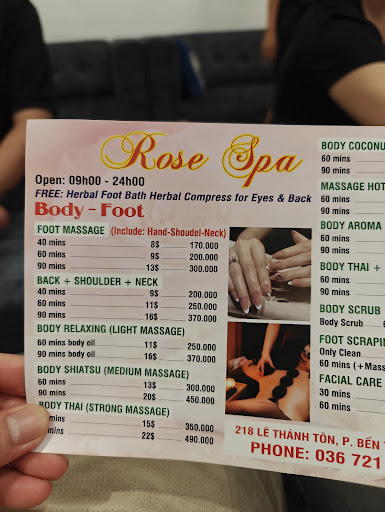 Rose Spa
Open: 09h00 - 24h00
FREE: Herbal Foot Bath Herbal Compress for Eyes & Back
Body - Foot
FOOT MASSAGE (Include: Hand-Shoudel-Neck)
40 mins 8$ 170.000
60 mins 9$ 200.000
90 mins 13$ 300.000
BACK + SHOULDER + NECK
40 mins 9$ 200.000
60 mins 11$ 250.000
90 mins 16$ 370.000
BODY RELAXING (LIGHT MASSAGE)
60 mins body oil 11$ 250.000
90 mins body oil 16$ 370.000
BODY SHIATSU (MEDIUM MASSAGE)
60 mins 13$ 300.000
90 mins 20$ 450.000
BODY THAI (STRONG MASSAGE)
60 mins 15$ 350.000
mins 22$ 490.000
BODY COCONU
60 mins
90 mins
MASSAGE HOT
60 mins
90 mins
BODY AROMA
60 mins
90 mins
BODY THAI +
60 mins
90 mins
BODY SCRUB
Body Scrub
FOOT SCRAPIN
Only Clean
60 mins (+Mass
FACIAL CARE
30 mins
60 mins
218 LÊ THÁNH TÔN, P. BẾN T
PHONE: 036 721